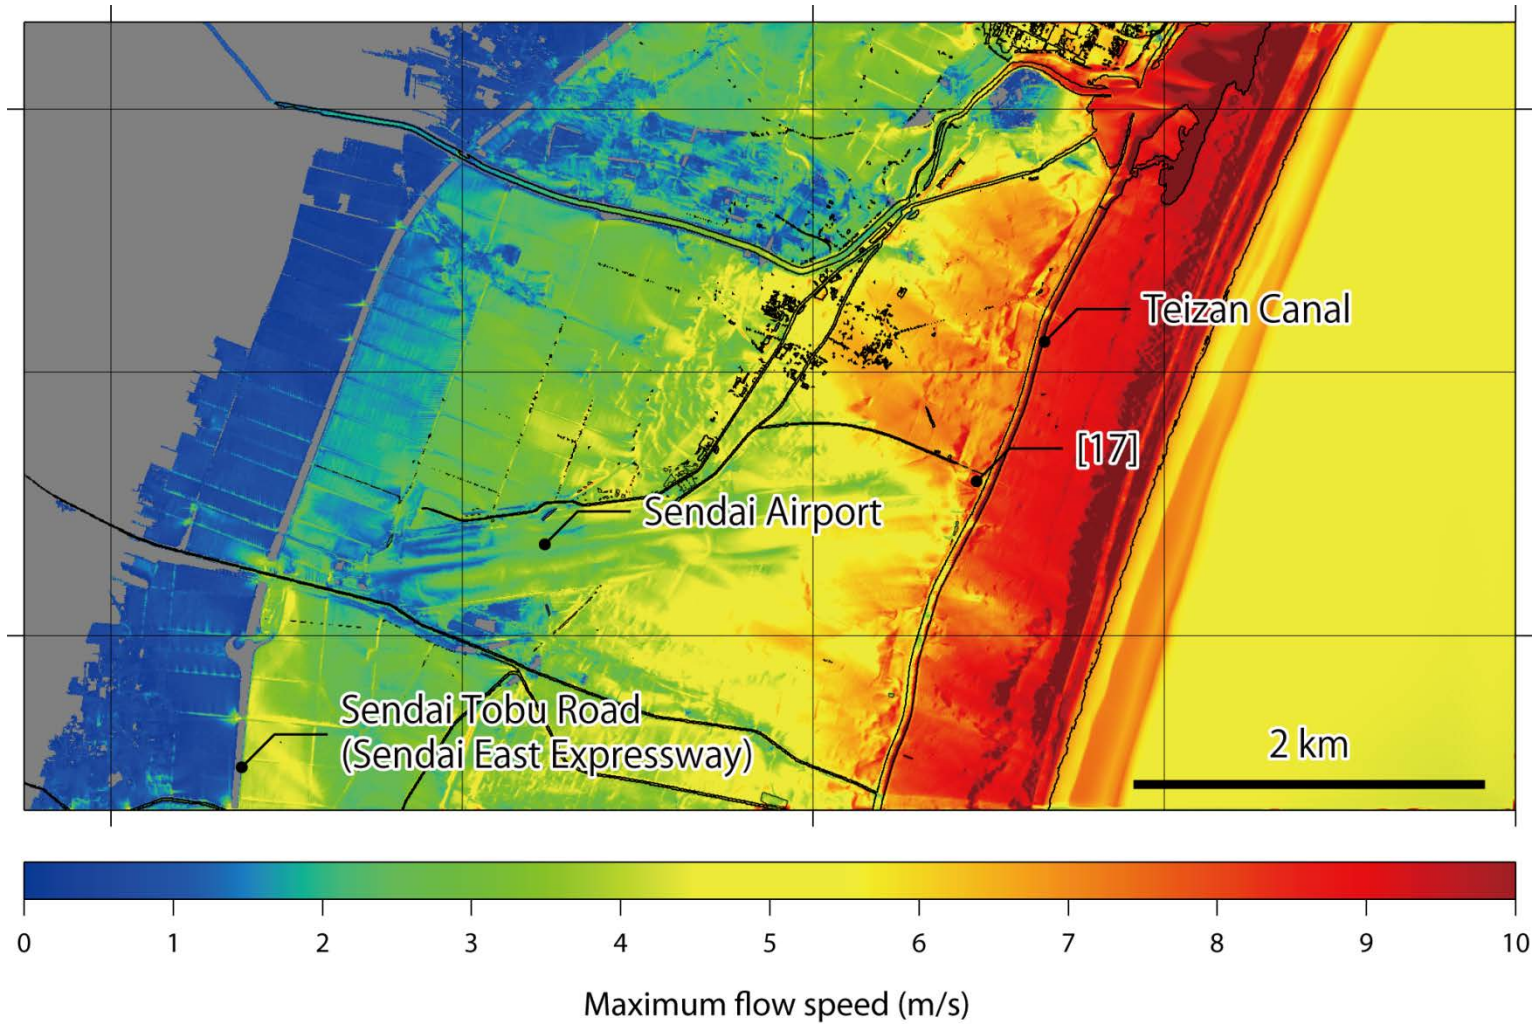 Teizan Canal
[17]
Sendai Airport
Sendai Tobu Road
(Sendai East Expressway)
2 km
0 1 2 3 4 5 6 7 8 9 10
Maximum flow speed (m/s)